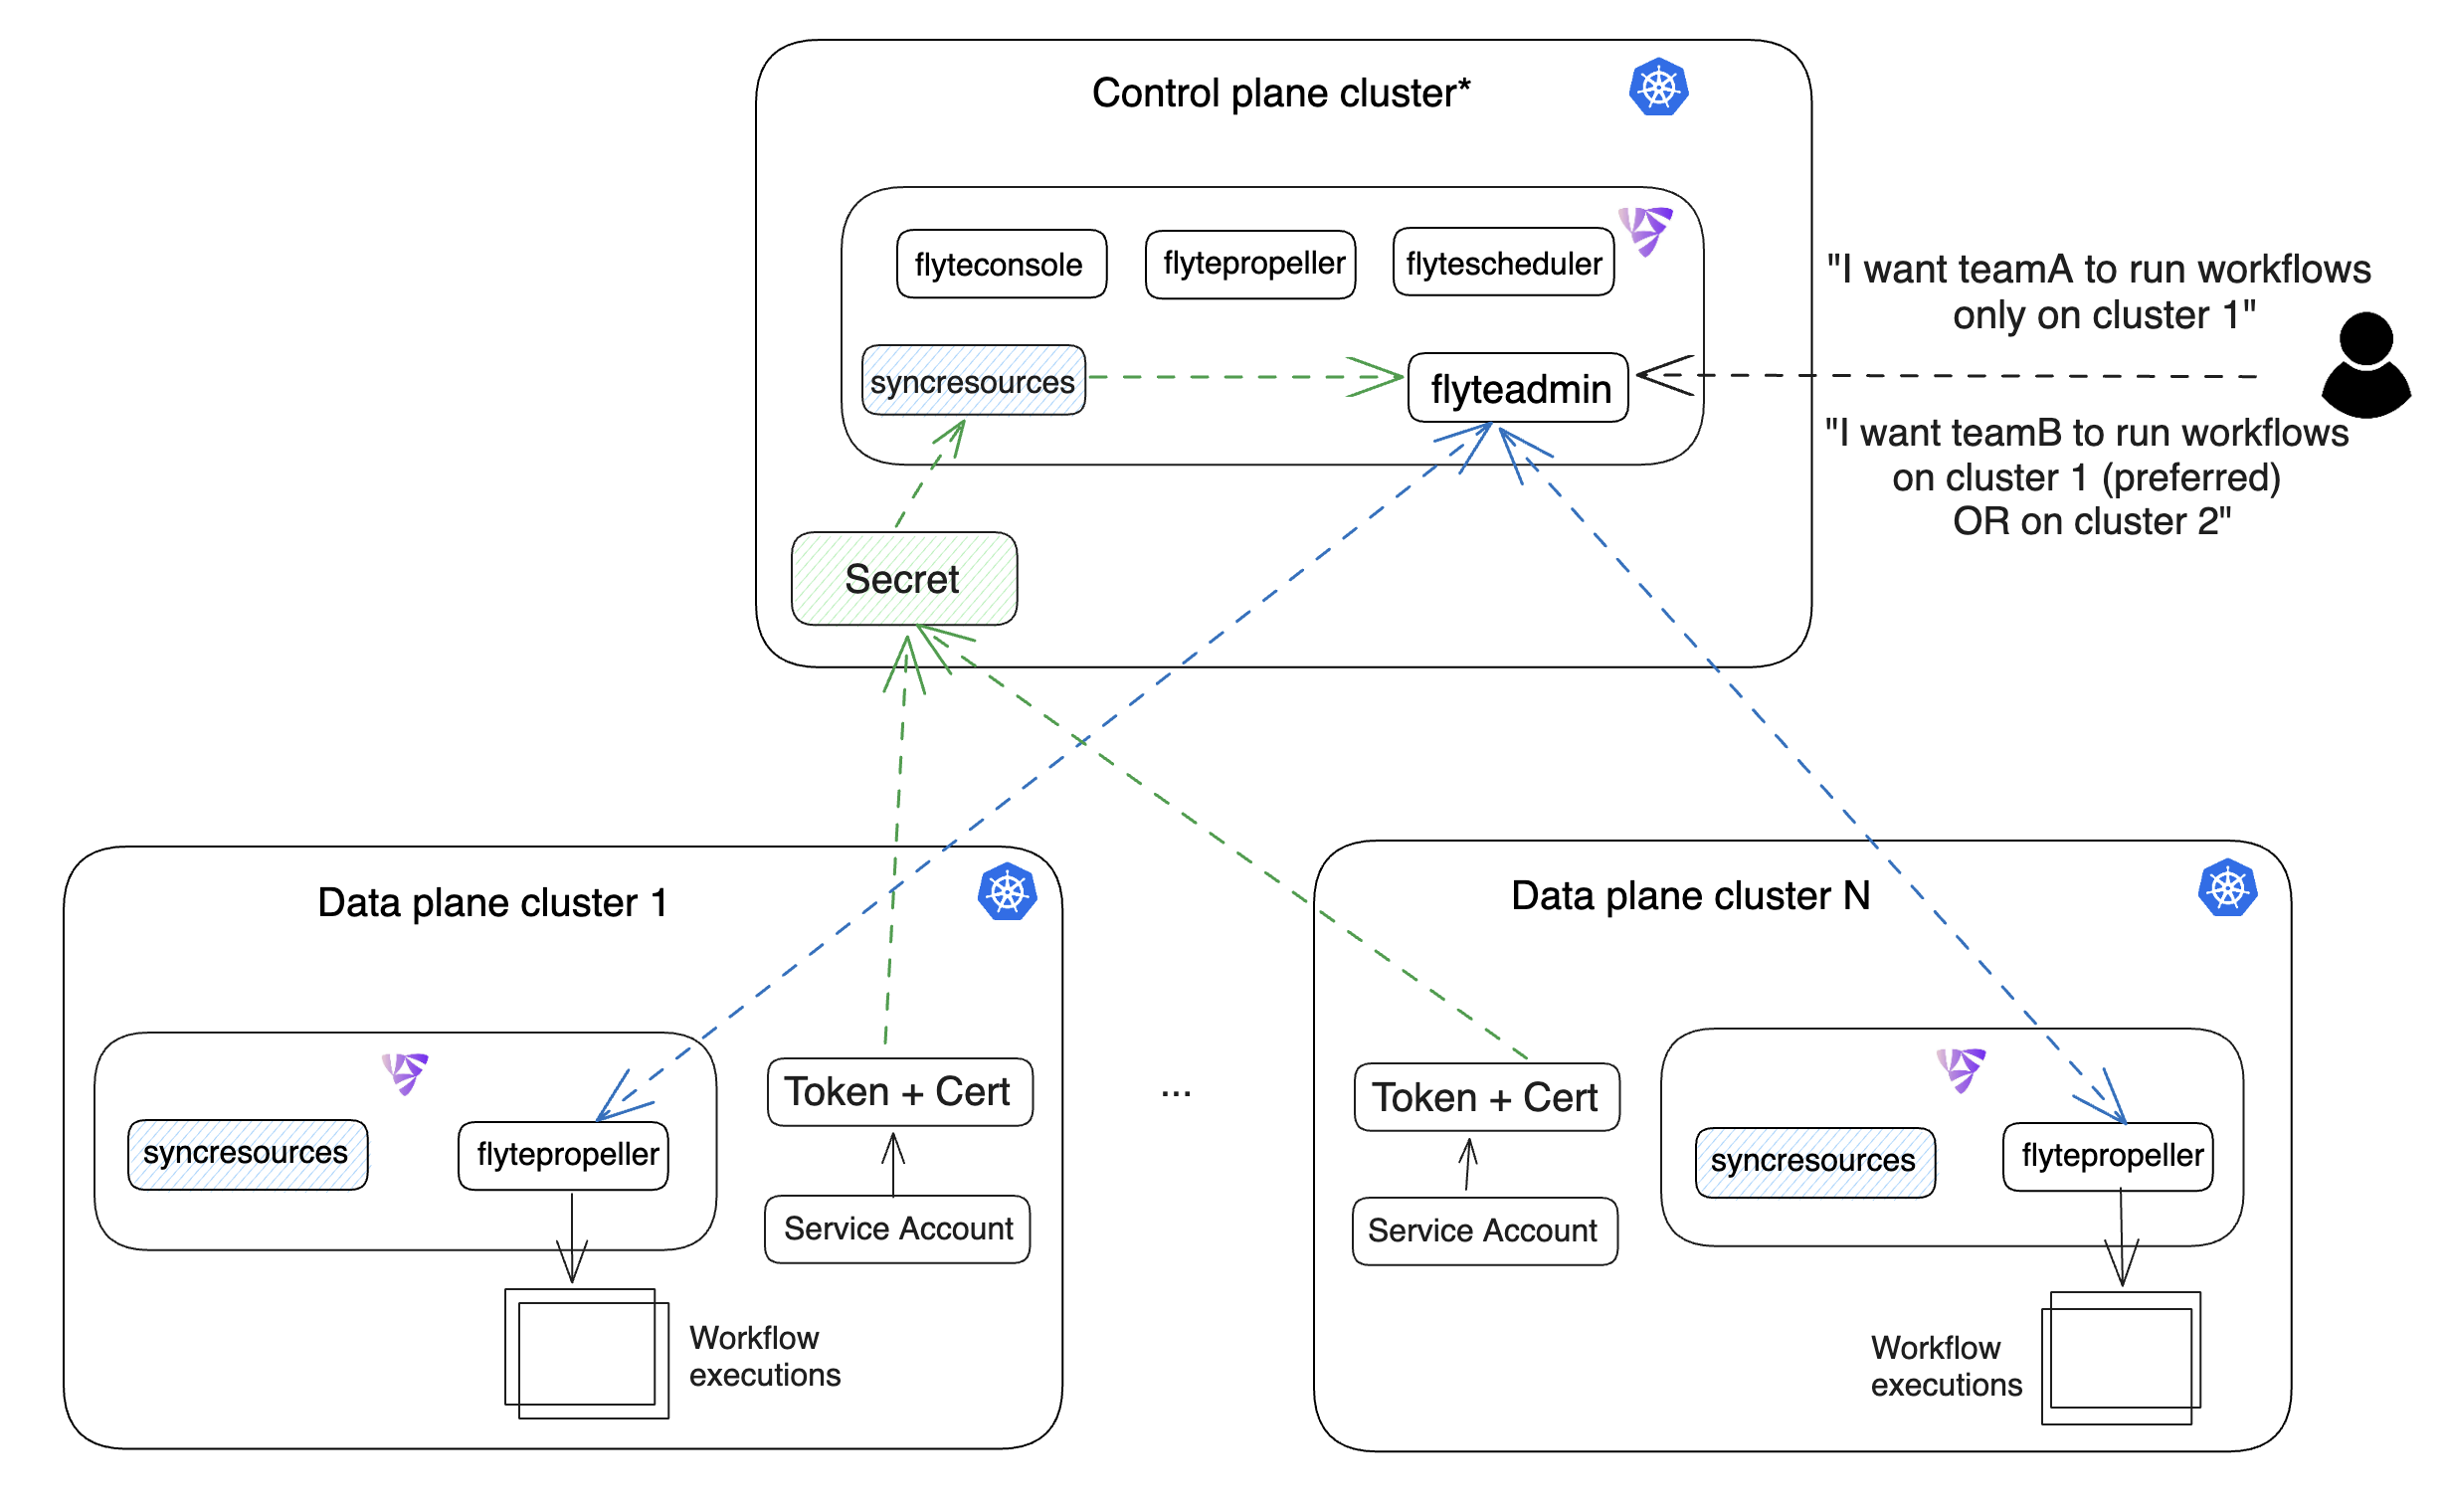 Control plane cluster*
flyteconsole
flytepropeller
flytescheduler
syncresources
flyteadmin
Secret
"I want teamA to run workflows
only on cluster 1"
"I want teamB to run workflows
on cluster 1 (preferred)
OR on cluster 2"
Data plane cluster 1
syncresources
flytepropeller
Token + Cert
Service Account
Workflow
executions
...
Data plane cluster N
Token + Cert
Service Account
syncresources
flytepropeller
Workflow
executions